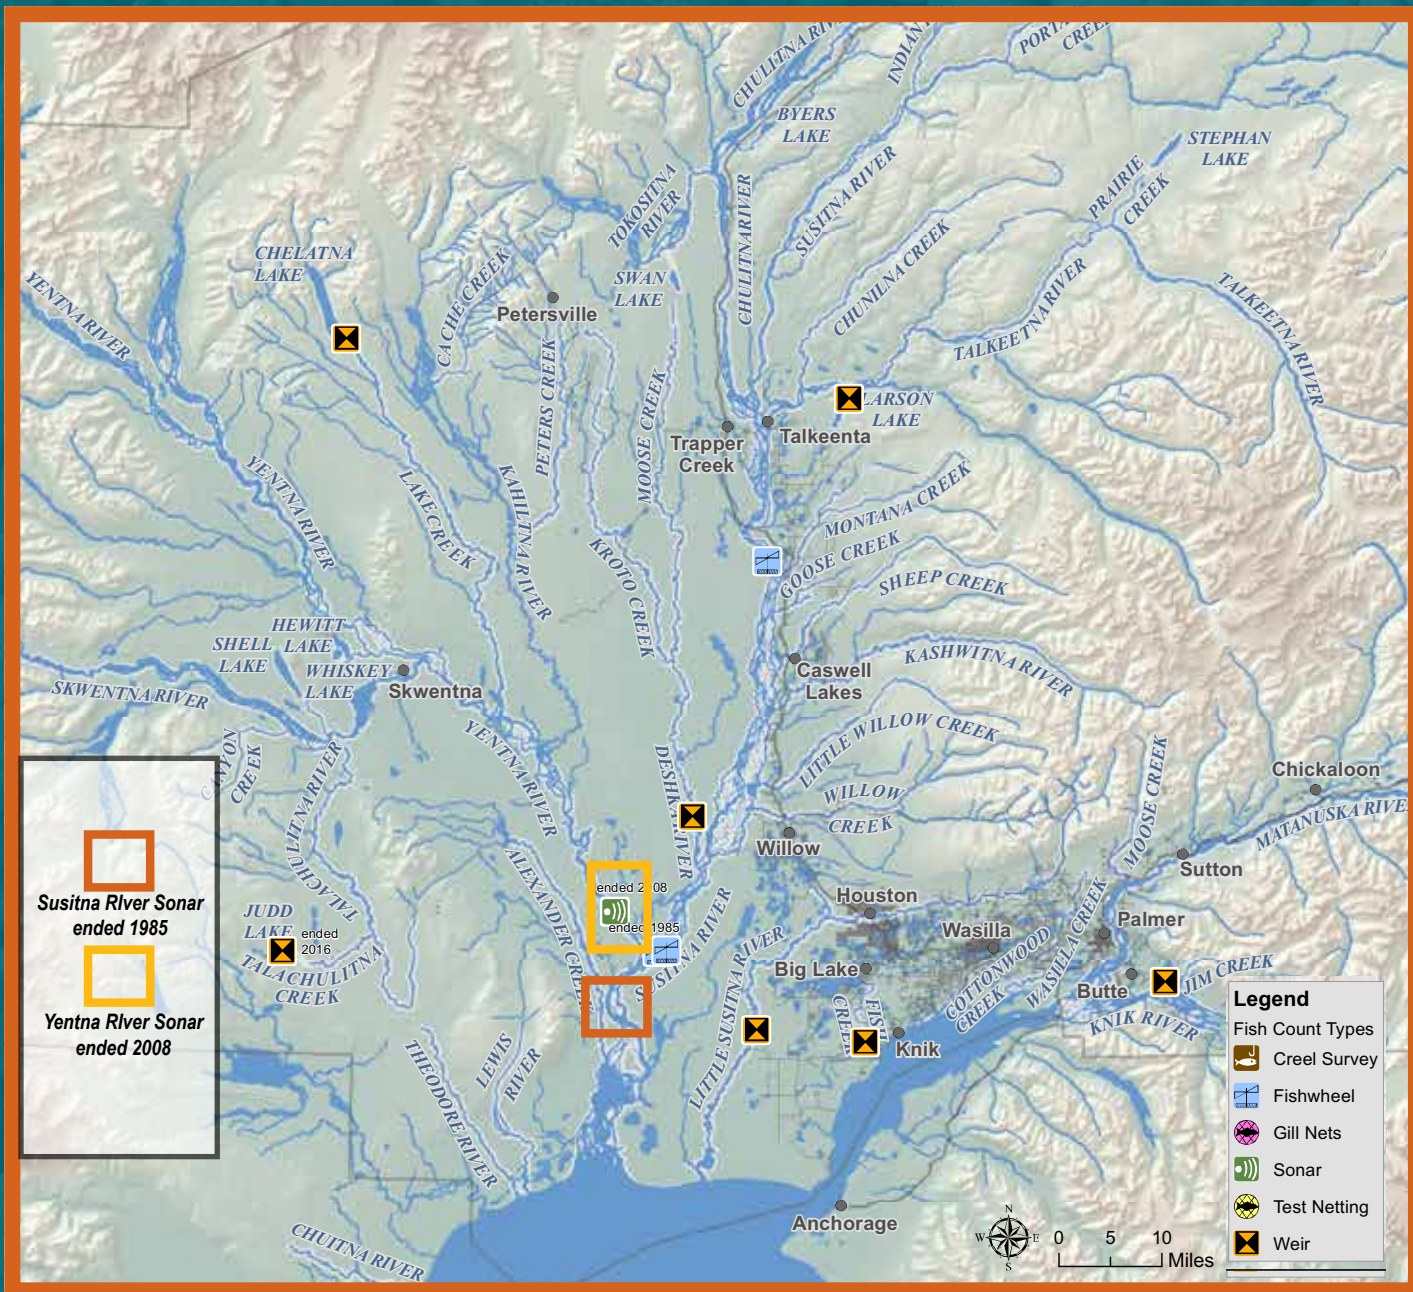 CHULITNA RIV
INDIAN
PORTA
CREEK
BYERS
LAKE
STEPHAN
LAKE
PRAIRIE
CREEK
TOKOSITNA
RIVER
CHULITNARIVER
SUSITNA RIVER
CHUNILNA CREEK
TALKEETNA RIVER
TALKEETNA RIVER
CHELATNA
LAKE
YENTNA RIVER
CACHE CREEK
SWAN
LAKE
Petersville
PETERS CREEK
MOOSE CREEK
LARSON
LAKE
Trapper
Creek
Talkeenta
YENTNA RIVER
LAKE CREEK
KAHILTNA RIVER
KROTO CREEK
MONTANA CREEK
GOOSE CREEK
SHEEP CREEK
HEWITT
LAKE
SHELL
LAKE
WHISKEY
LAKE
Skwentna
SKWENTNA RIVER
Caswell
Lakes
KASHWITNA RIVER
CANYON
CREEK
TALACHULITNA RIVER
YENTNA RIVER
DESHKA RIVER
LITTLE WILLOW CREEK
WILLOW
CREEK
Willow
MOOSE CREEK
Chickaloon
MATANUSKA RIVE
Sutton
Susitna RIver Sonar
ended 1985
Yentna RIver Sonar
ended 2008
JUDD
LAKE
ended
2016
TALACHULITNA
CREEK
ALEXANDER CREEK
ended 2008
ended 1985
SUSITNA RIVER
Houston
Wasilla
Palmer
Big Lake
COTTONWOOD
CREEK
WASILLA CREEK
Butte
JIM CREEK
KNIK RIVER
LITTLE SUSITNA RIVER
FISH
CREEK
Knik
THEODORE RIVER
LEWIS
RIVER
CHUITNA RIVER
Anchorage
N
W
E
S
0 5 10
Miles
Legend
Fish Count Types
Creel Survey
Fishwheel
Gill Nets
Sonar
Test Netting
Weir